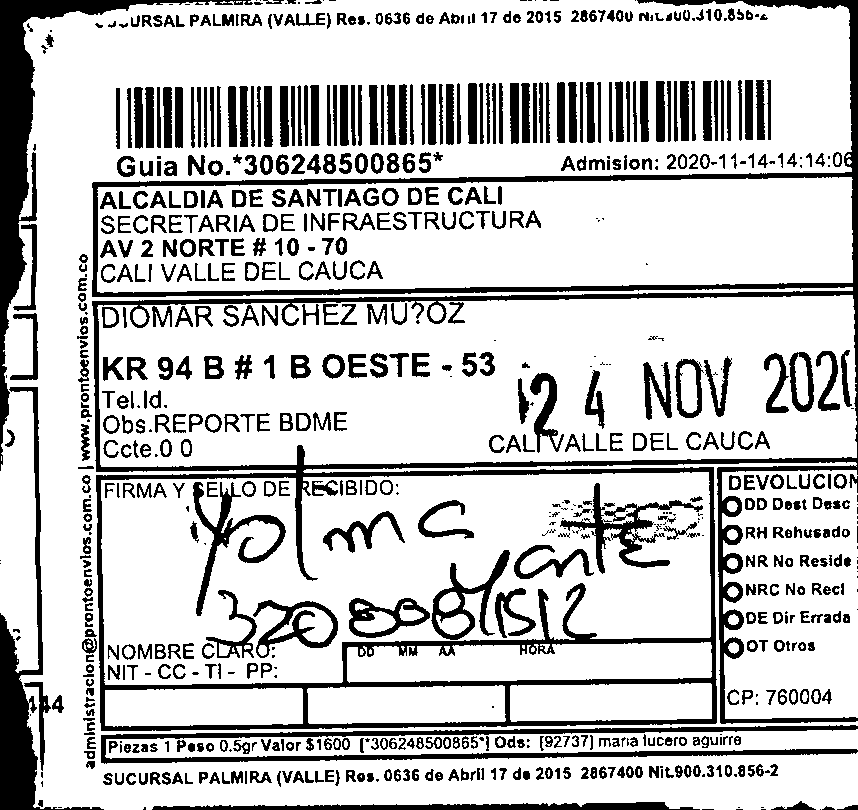 SUCURSAL PALMIRA (VALLE) Res. 0636 de Abril 17 de 2015 2867400 Nit.900.310.856-2
Guia No.*306248500865*
Admision: 2020-11-14-14:14:06
ALCALDIA DE SANTIAGO DE CALI
SECRETARIA DE INFRAESTRUCTURA
AV 2 NORTE # 10 - 70
CALI VALLE DEL CAUCA
DIOMAR SANCHEZ MU?OZ
KR 94 B # 1 B OESTE - 53
24 NOV 2020
Tel.Id.
Obs.REPORTE BDME
Ccte.0 0
CALI VALLE DEL CAUCA
FIRMA Y SELLO DE RECIBIDO:
Yolma
NOMBRE CLARO:
NIT - CC - TI - PP:
DD MM AA HORA
DEVOLUCION
DD Dest Desc
RH Rehusado
NR No Reside
NRC No Recl
DE Dir Errada
OT Otros
CP: 760004
Piezas 1 Peso 0.5gr Valor $1600 [*306248500865*] Ods: [92737] maria lucero aguirre
SUCURSAL PALMIRA (VALLE) Res. 0636 de Abril 17 de 2015 2867400 Nit.900.310.856-2
administracion@prontoenvios.com.co | www.prontoenvios.com.co
444